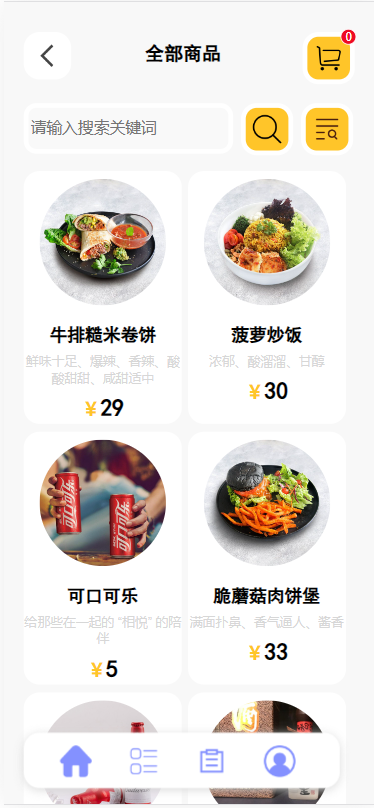 全部商品
0
请输入搜索关键词
牛排糙米卷饼
鲜味十足、爆辣、香辣、酸
酸甜甜、咸甜适中
¥29
菠萝炒饭
浓郁、酸溜溜、甘醇
¥30
可口可乐
给那些在一起的 “相悦” 的陪
伴
¥5
脆蘑菇肉饼堡
满面扑鼻、香气逼人、酱香
¥33